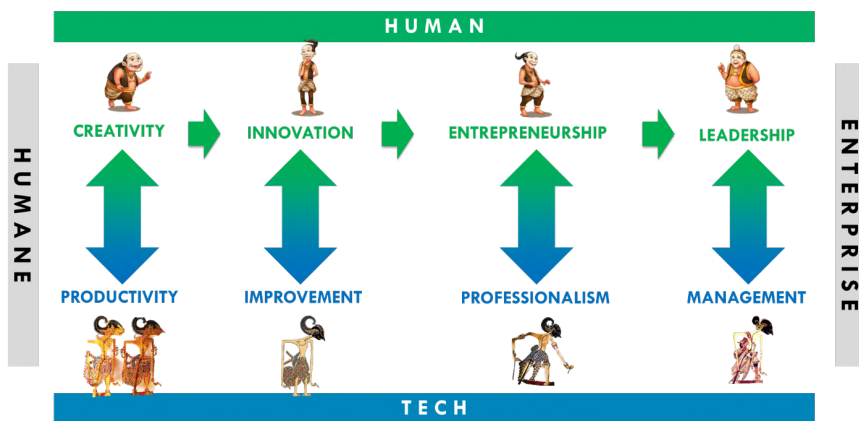 HUMAN
HUMANE
CREATIVITY
INNOVATION
ENTREPRENEURSHIP
LEADERSHIP
ENTERPRISE
PRODUCTIVITY
IMPROVEMENT
PROFESSIONALISM
MANAGEMENT
TECH